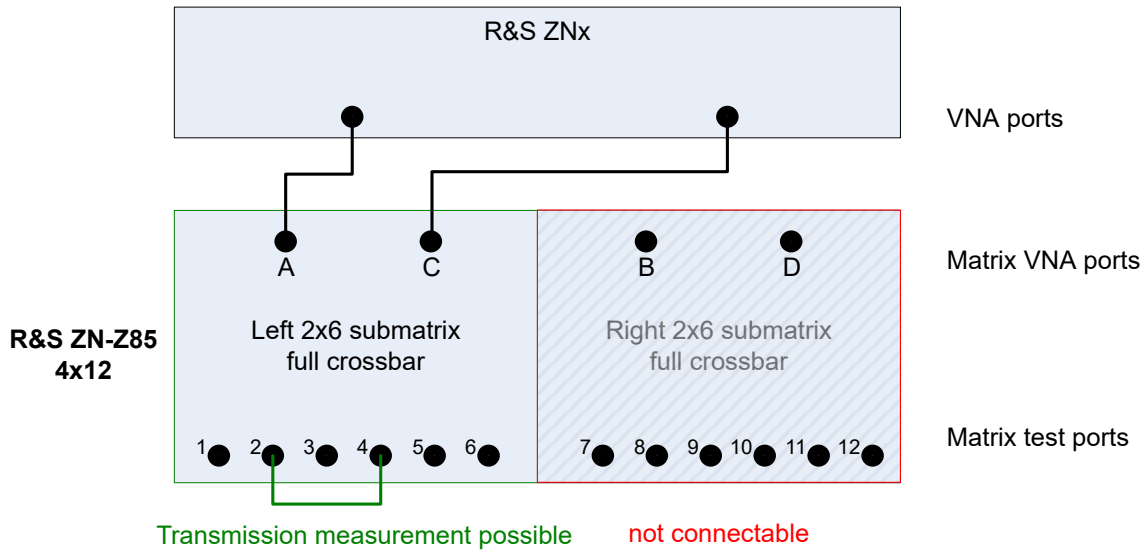 R&S ZNx
VNA ports
A
C
B
D
Matrix VNA ports
R&S ZN-Z85
4x12
Left 2x6 submatrix
full crossbar
Right 2x6 submatrix
full crossbar
1 2 3 4 5 6 7 8 9 10 11 12
Matrix test ports
Transmission measurement possible
not connectable